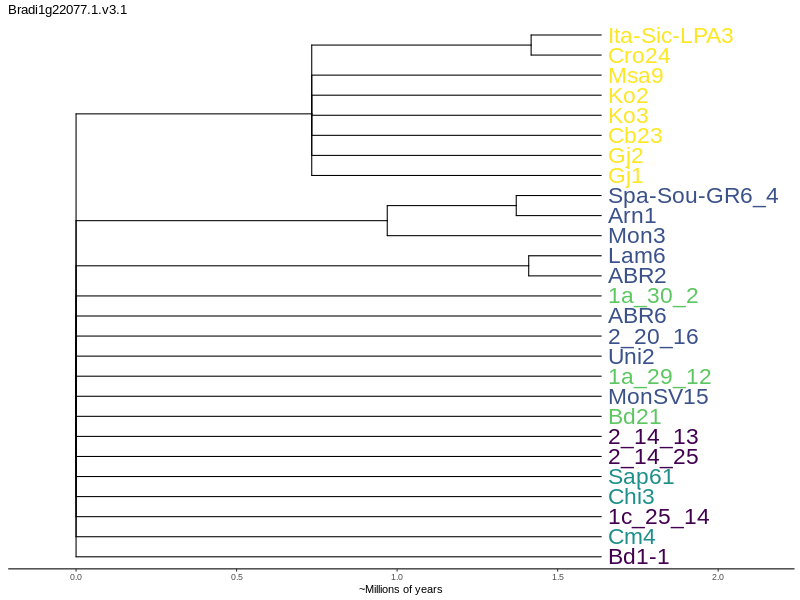 Bradi1g22077.1.v3.1
Ita-Sic-LPA3
Cro24
Msa9
Ko2
Ko3
Cb23
Gj2
Gj1
Spa-Sou-GR6_4
Arn1
Mon3
Lam6
ABR2
1a_30_2
ABR6
2_20_16
Uni2
1a_29_12
MonSV15
Bd21
2_14_13
2_14_25
Sap61
Chi3
1c_25_14
Cm4
Bd1-1
0.0 0.5 1.0 1.5 2.0
~Millions of years